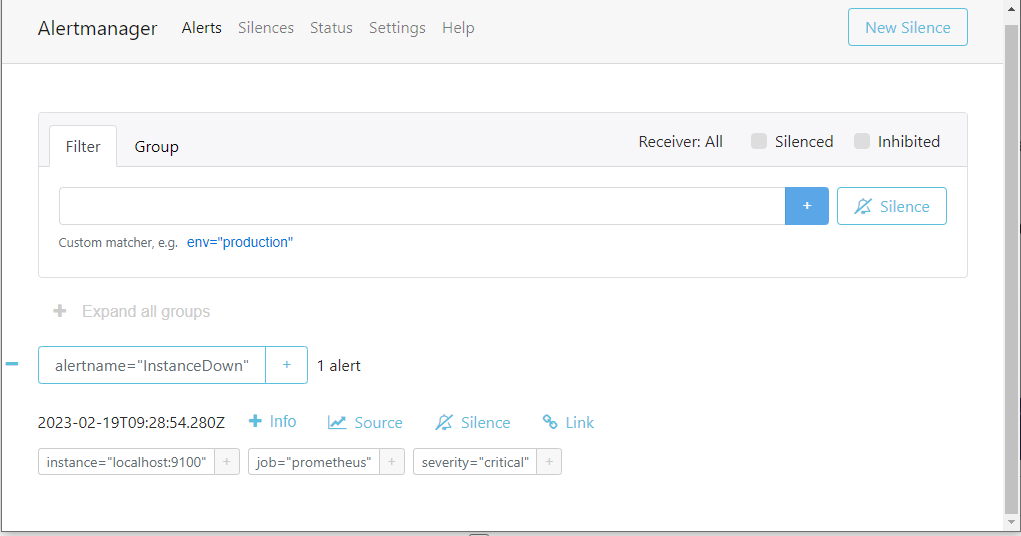 Alertmanager Alerts Silences Status Settings Help New Silence
Filter Group Receiver: All Silenced Inhibited
+ Silence
Custom matcher, e.g. env="production"
+ Expand all groups
alertname="InstanceDown" + 1 alert
2023-02-19T09:28:54.280Z + Info Source Silence Link
instance="localhost:9100" + job="prometheus" + severity="critical" +